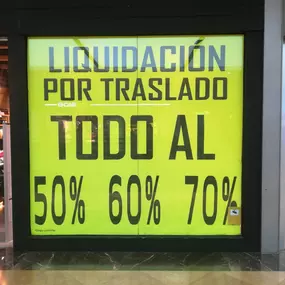 LIQUIDACIÓN
POR TRASLADO
TODO AL
50% 60% 70%